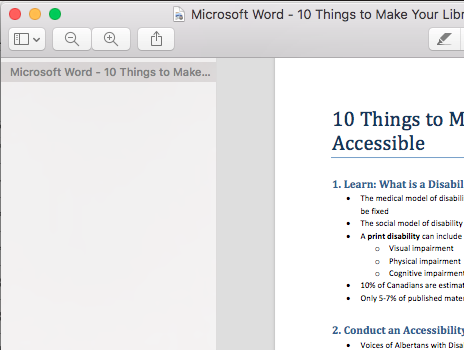 Microsoft Word - 10 Things to Make Your Libr
Microsoft Word - 10 Things to Make...
10 Things to M
Accessible
1. Learn: What is a Disabil
• The medical model of disabili
be fixed
• The social model of disability
• A print disability can include
o Visual impairment
o Physical impairment
o Cognitive impairment
• 10% of Canadians are estimat
• Only 5-7% of published mate
2. Conduct an Accessibility
• Voices of Albertans with Disa